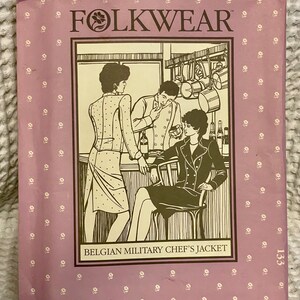 FOLKWEAR
BELGIAN MILITARY CHEF'S JACKET
133